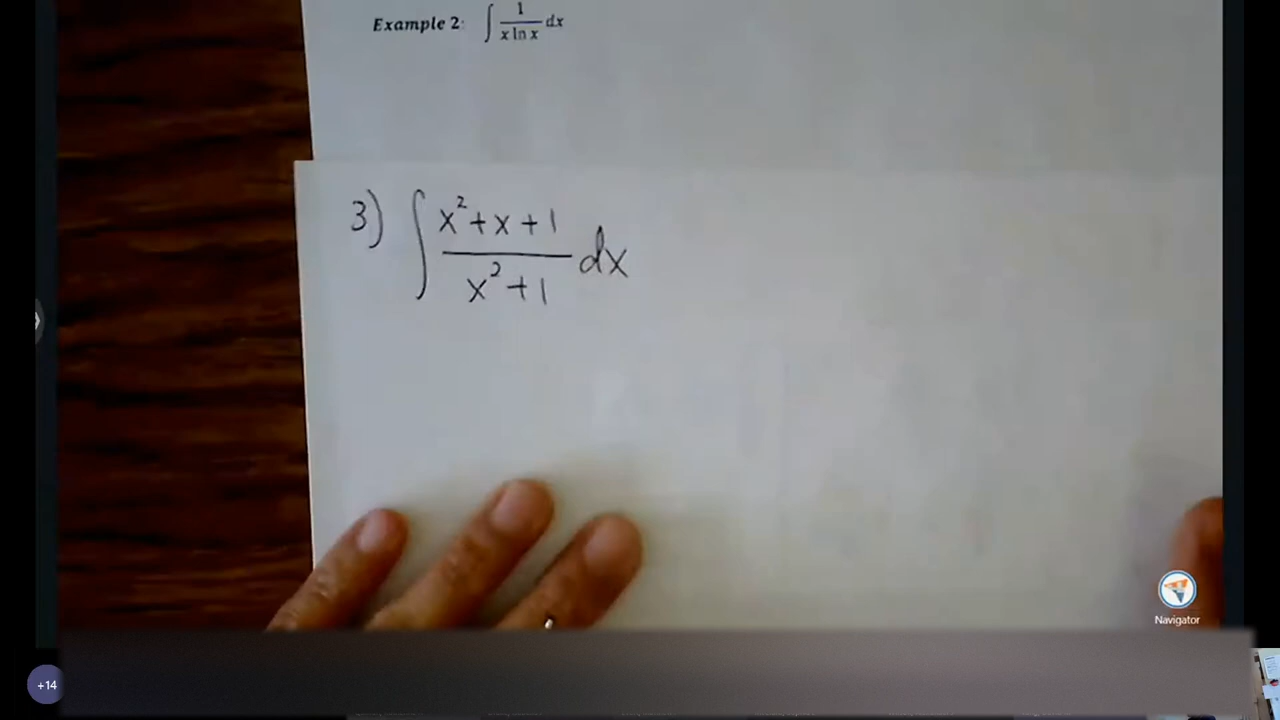 Example 2: ∫ 1/(x ln x) dx
3) ∫ (x²+x+1)/(x²+1) dx
Navigator
+14